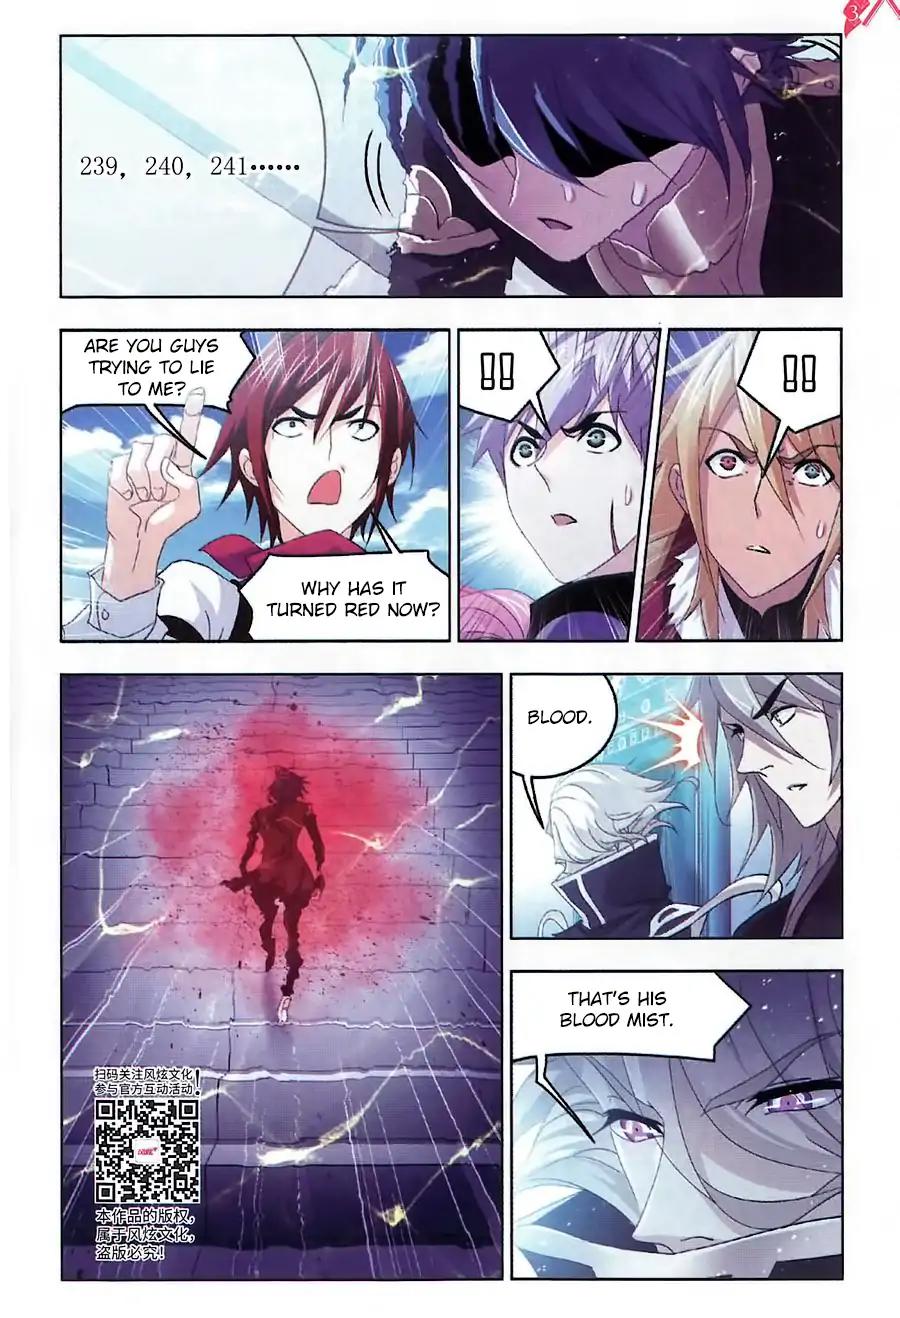 3
239, 240, 241……
ARE YOU GUYS
TRYING TO LIE
TO ME?
!!
!!
WHY HAS IT
TURNED RED NOW?
BLOOD.
THAT'S HIS
BLOOD MIST.
扫码关注风炫文化
参与官方互动活动!
本作品的版权,
属于风炫文化,
盗版必究!